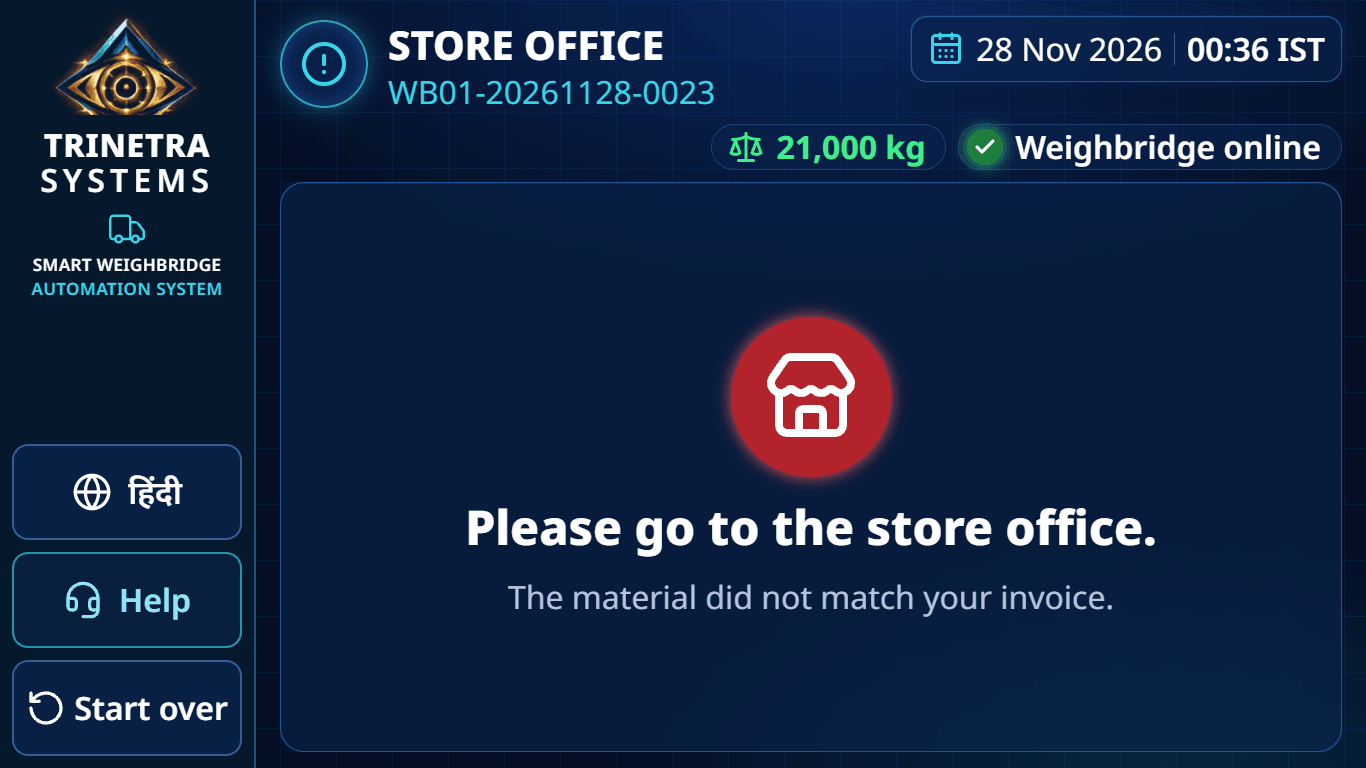 TRINETRA
SYSTEMS
SMART WEIGHBRIDGE
AUTOMATION SYSTEM
हिंदी
Help
Start over
STORE OFFICE
WB01-20261128-0023
28 Nov 2026 00:36 IST
21,000 kg
Weighbridge online
Please go to the store office.
The material did not match your invoice.